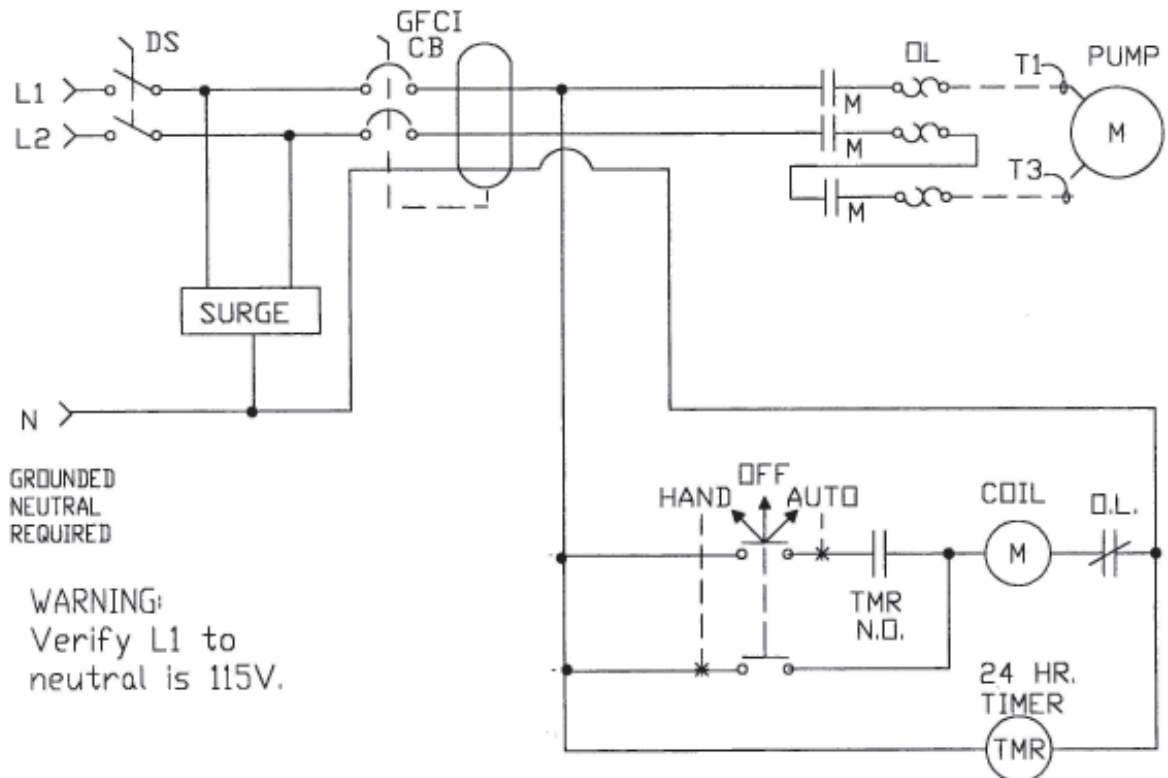 DS
GFCI
CB
OL
T1
PUMP
L1
M
M
L2
M
T3
M
SURGE
N
GROUNDED
NEUTRAL
REQUIRED
HAND
OFF
AUTO
COIL
O.L.
M
TMR
N.O.
WARNING:
Verify L1 to
neutral is 115V.
24 HR.
TIMER
TMR